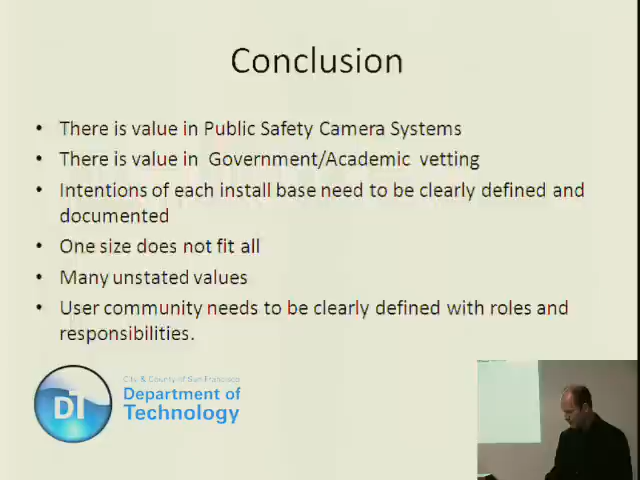 Conclusion
• There is value in Public Safety Camera Systems
• There is value in Government/Academic vetting
• Intentions of each install base need to be clearly defined and
documented
• One size does not fit all
• Many unstated values
• User community needs to be clearly defined with roles and
responsibilities.
City & County of San Francisco
DT Department of
Technology